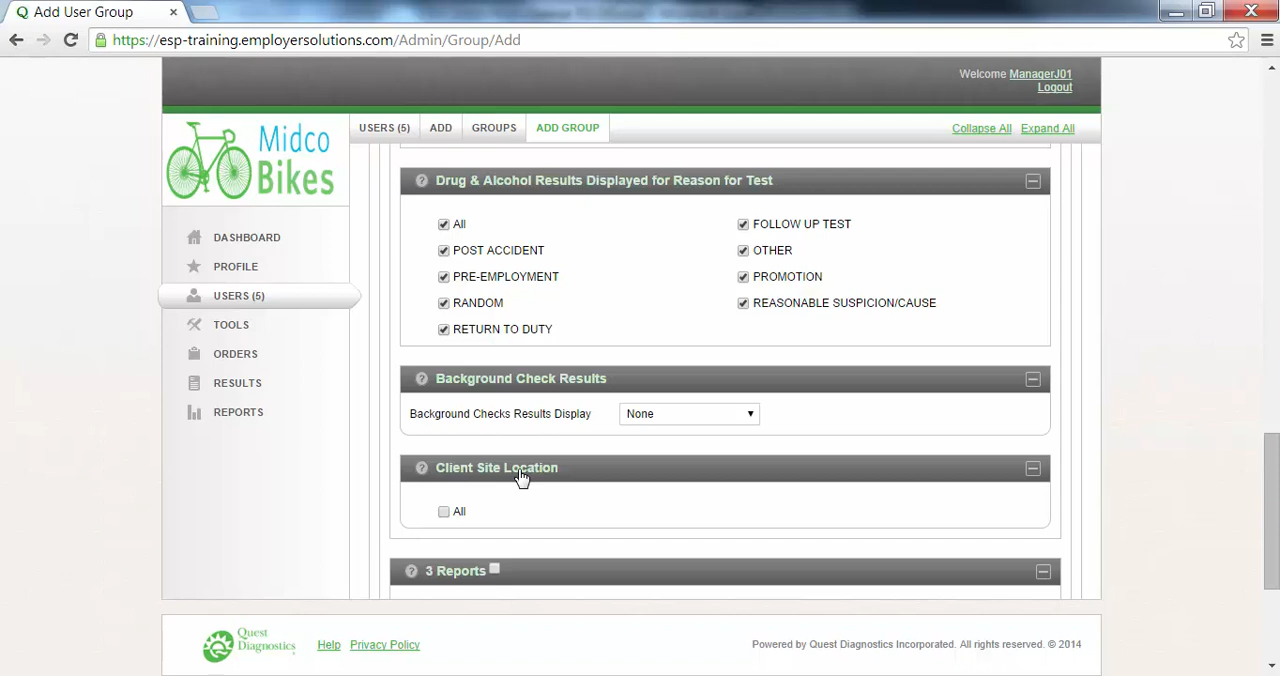 Q Add User Group ×
https://esp-training.employersolutions.com/Admin/Group/Add
Welcome ManagerJ01
Logout
Midco Bikes
USERS (5) ADD GROUPS ADD GROUP Collapse All Expand All
DASHBOARD
PROFILE
USERS (5)
TOOLS
ORDERS
RESULTS
REPORTS
? Drug & Alcohol Results Displayed for Reason for Test
All FOLLOW UP TEST
POST ACCIDENT OTHER
PRE-EMPLOYMENT PROMOTION
RANDOM REASONABLE SUSPICION/CAUSE
RETURN TO DUTY
? Background Check Results
Background Checks Results Display None
? Client Site Location
All
? 3 Reports
Quest Diagnostics Help Privacy Policy Powered by Quest Diagnostics Incorporated. All rights reserved. © 2014